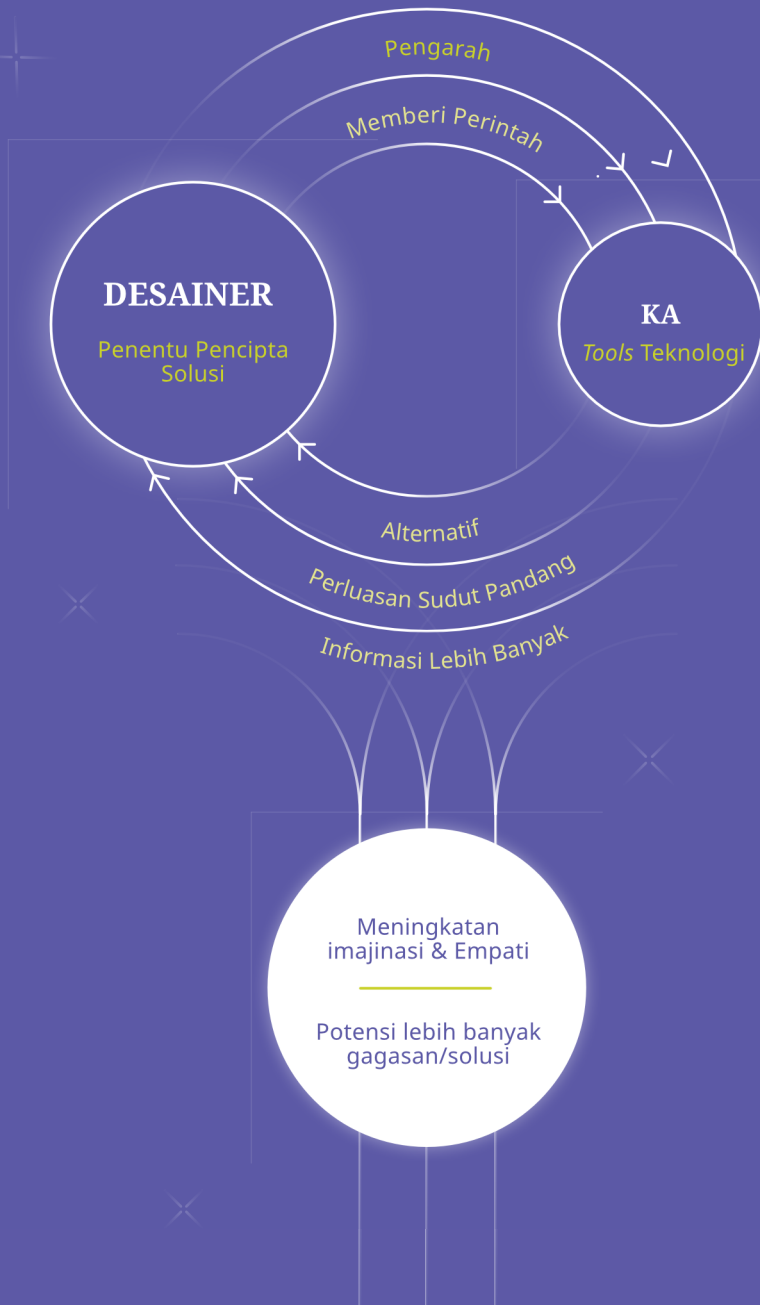 Pengarah
Memberi Perintah
DESAINER
Penentu Pencipta
Solusi
KA
Tools Teknologi
Alternatif
Perluasan Sudut Pandang
Informasi Lebih Banyak
Meningkatan
imajinasi & Empati
Potensi lebih banyak
gagasan/solusi